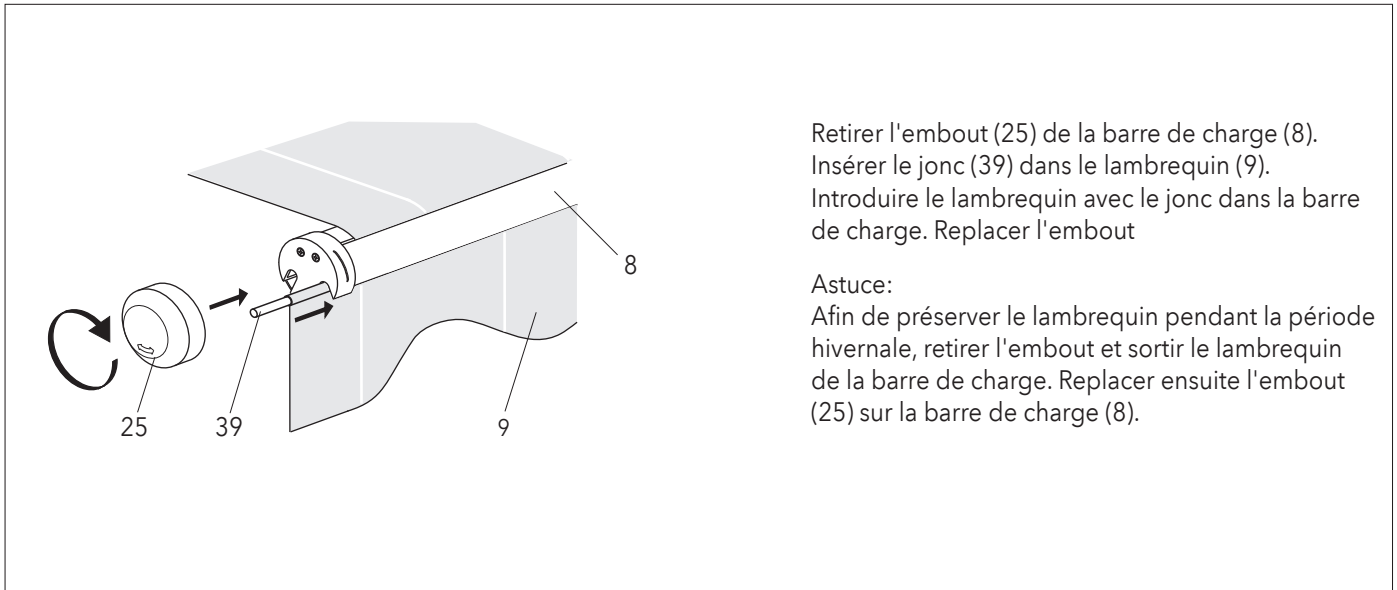 Retirer l'embout (25) de la barre de charge (8).
Insérer le jonc (39) dans le lambrequin (9).
Introduire le lambrequin avec le jonc dans la barre
de charge. Replacer l'embout
Astuce:
Afin de préserver le lambrequin pendant la période
hivernale, retirer l'embout et sortir le lambrequin
de la barre de charge. Replacer ensuite l'embout
(25) sur la barre de charge (8).
8
25
39
9